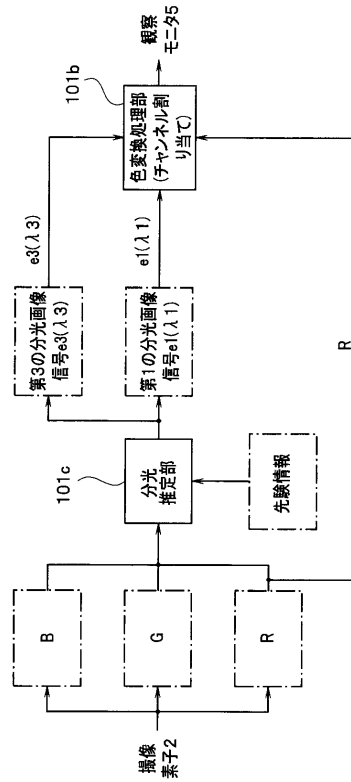 撮像
素子2
B
G
R
101c
分光
推定部
先験情報
第3の分光画像
信号e3(λ3)
第1の分光画像
信号e1(λ1)
e3(λ3)
e1(λ1)
R
101b
色変換処理部
(チャンネル割
り当て)
観察
モニタ5